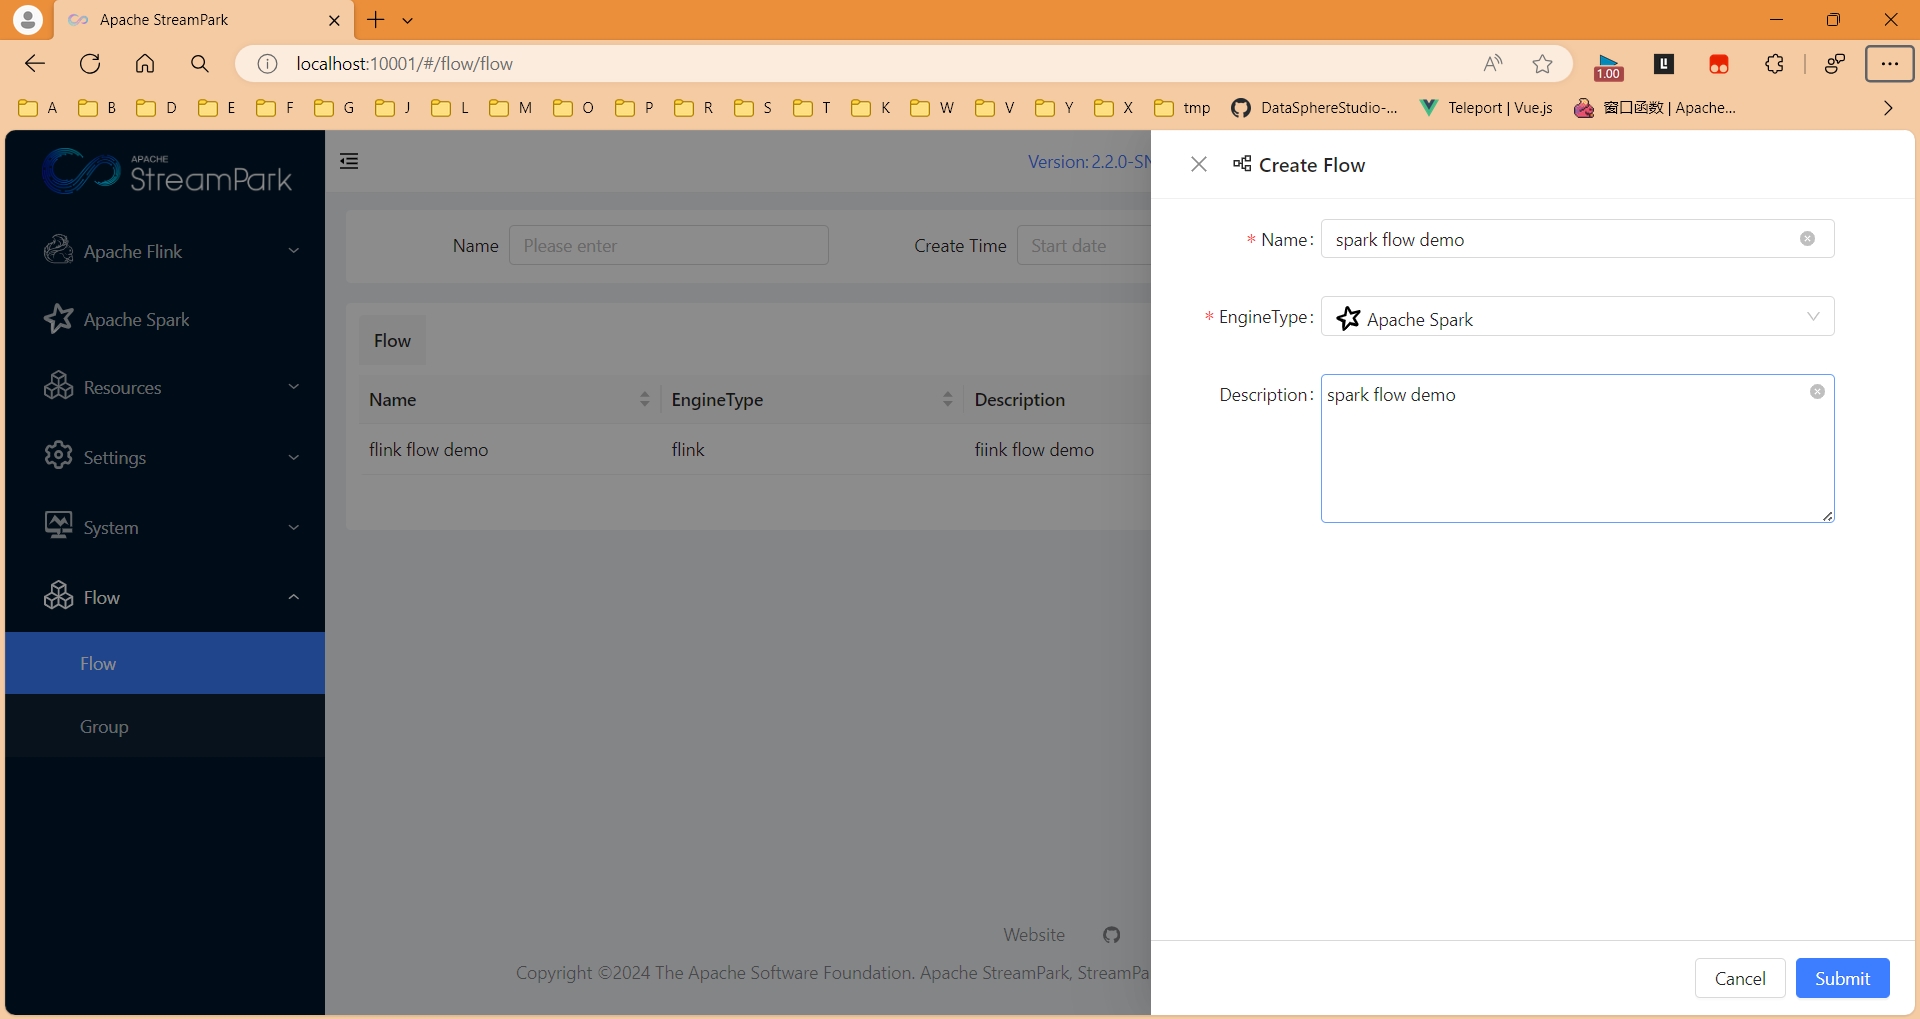 Apache StreamPark
localhost:10001/#/flow/flow
1.00
A B D E F G J L M O P R S T K W V Y X tmp DataSphereStudio-... Teleport | Vue.js 窗口函数 | Apache...
APACHE
StreamPark
Version: 2.2.0-SN
Create Flow
Apache Flink
Apache Spark
Resources
Settings
System
Flow
Flow
Group
Name Please enter Create Time Start date
Flow
Name EngineType Description
flink flow demo flink fiink flow demo
Website
Copyright ©2024 The Apache Software Foundation. Apache StreamPark, StreamPa
* Name: spark flow demo
* EngineType: Apache Spark
Description: spark flow demo
Cancel Submit